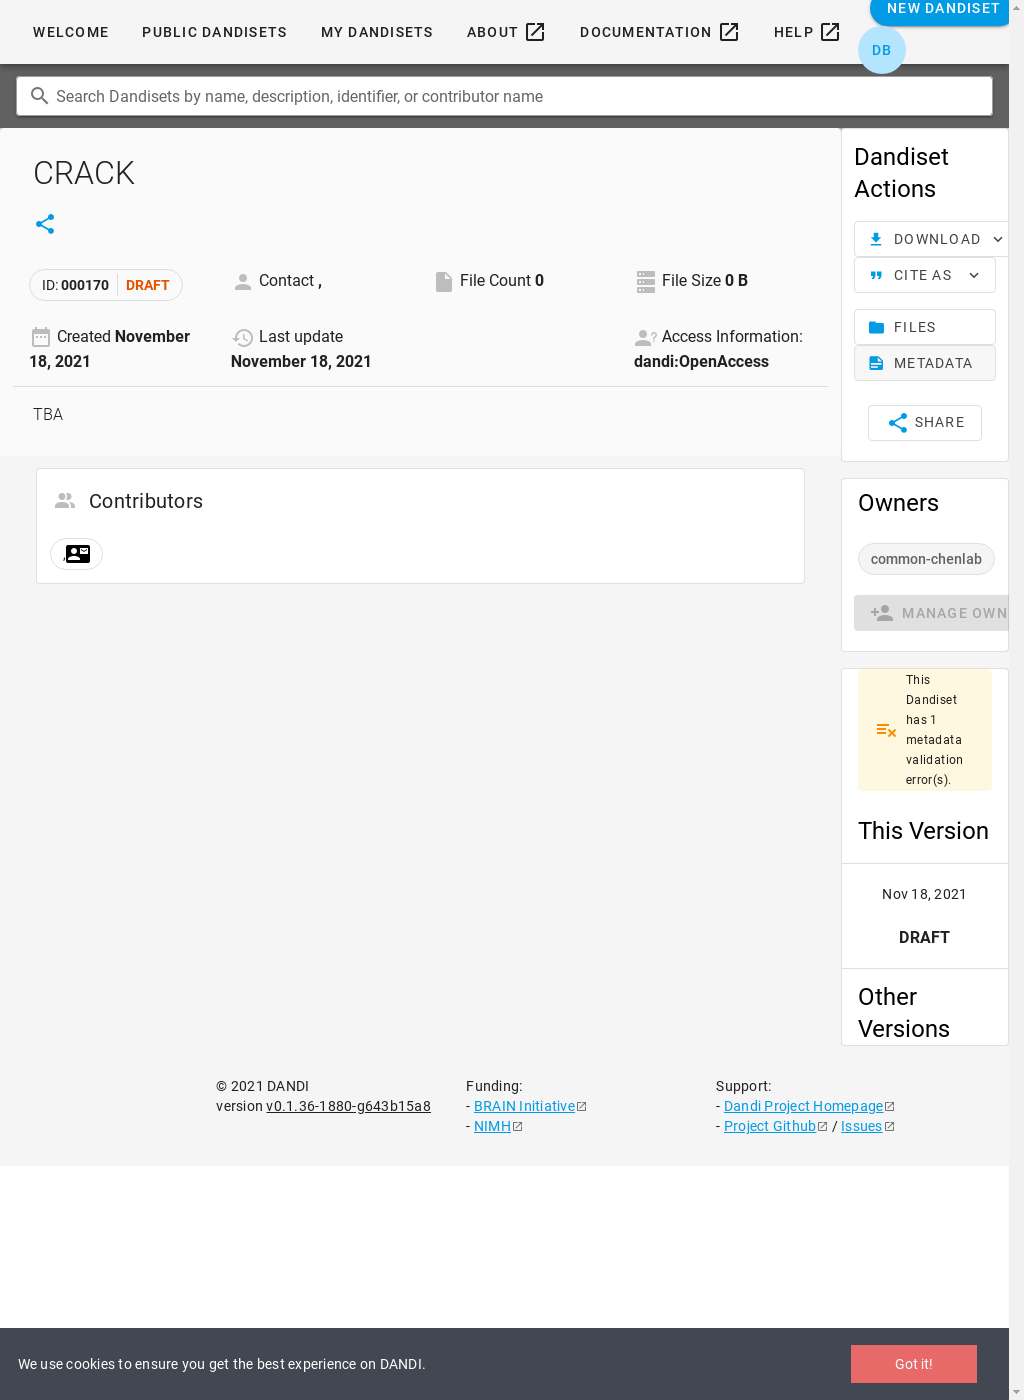 WELCOME PUBLIC DANDISETS MY DANDISETS ABOUT DOCUMENTATION HELP NEW DANDISET
DB
Search Dandisets by name, description, identifier, or contributor name
CRACK
ID: 000170 DRAFT
Contact ,
File Count 0
File Size 0 B
Created November 18, 2021
Last update November 18, 2021
Access Information: dandi:OpenAccess
TBA
Contributors
,
Dandiset
Actions
DOWNLOAD
CITE AS
FILES
METADATA
SHARE
Owners
common-chenlab
MANAGE OWN
This
Dandiset
has 1
metadata
validation
error(s).
This Version
Nov 18, 2021
DRAFT
Other
Versions
© 2021 DANDI
version v0.1.36-1880-g643b15a8
Funding:
- BRAIN Initiative
- NIMH
Support:
- Dandi Project Homepage
- Project Github / Issues
We use cookies to ensure you get the best experience on DANDI.
Got it!